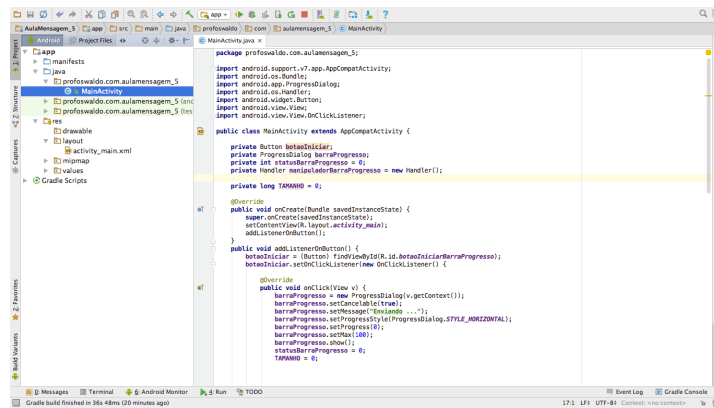 app
AulaMensagem_5 app src main java profoswaldo com aulamensagem_5 MainActivity
Android Project Files MainActivity.java
1: Project
Z: Structure
Captures
2: Favorites
Build Variants
app
manifests
java
profoswaldo.com.aulamensagem_5
MainActivity
profoswaldo.com.aulamensagem_5 (and
profoswaldo.com.aulamensagem_5 (tes
res
drawable
layout
activity_main.xml
mipmap
values
Gradle Scripts
package profoswaldo.com.aulamensagem_5;
import android.support.v7.app.AppCompatActivity;
import android.os.Bundle;
import android.app.ProgressDialog;
import android.os.Handler;
import android.widget.Button;
import android.view.View;
import android.view.View.OnClickListener;
public class MainActivity extends AppCompatActivity {
private Button botaoIniciar;
private ProgressDialog barraProgresso;
private int statusBarraProgresso = 0;
private Handler manipuladorBarraProgresso = new Handler();
private long TAMANHO = 0;
@Override
public void onCreate(Bundle savedInstanceState) {
super.onCreate(savedInstanceState);
setContentView(R.layout.activity_main);
addListenerOnButton();
}
public void addListenerOnButton() {
botaoIniciar = (Button) findViewById(R.id.botaoIniciarBarraProgresso);
botaoIniciar.setOnClickListener(new OnClickListener() {
@Override
public void onClick(View v) {
barraProgresso = new ProgressDialog(v.getContext());
barraProgresso.setCancelable(true);
barraProgresso.setMessage("Enviando ...");
barraProgresso.setProgressStyle(ProgressDialog.STYLE_HORIZONTAL);
barraProgresso.setProgress(0);
barraProgresso.setMax(100);
barraProgresso.show();
statusBarraProgresso = 0;
TAMANHO = 0;
0: Messages Terminal 6: Android Monitor 4: Run TODO Event Log Gradle Console
Gradle build finished in 36s 48ms (20 minutes ago) 17:1 LF UTF-8 Context: <no context>